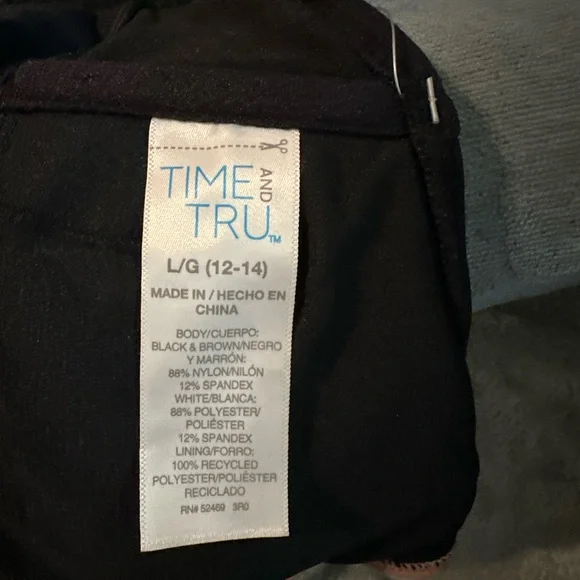 TIME AND
TRU™
L/G (12-14)
MADE IN / HECHO EN
CHINA
BODY/CUERPO:
BLACK & BROWN/NEGRO
Y MARRÓN:
88% NYLON/NILÓN
12% SPANDEX
WHITE/BLANCA:
88% POLYESTER/
POLIÉSTER
12% SPANDEX
LINING/FORRO:
100% RECYCLED
POLYESTER/POLIÉSTER
RECICLADO
RN# 52469 3R0